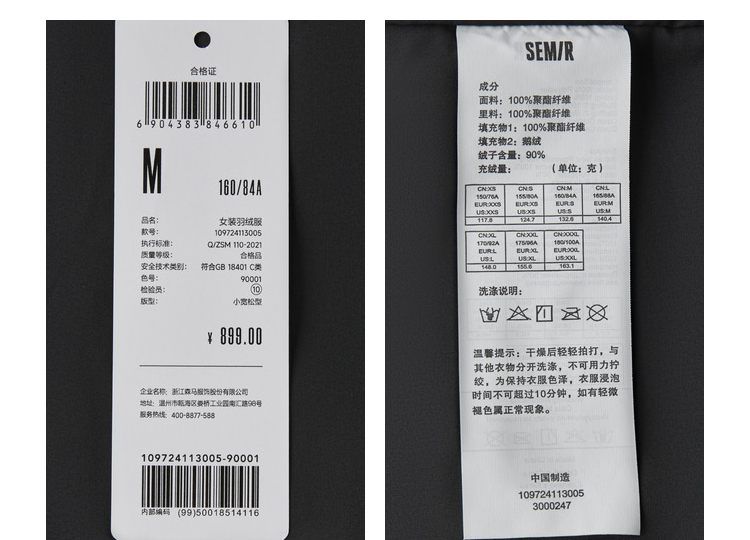 合格证
6 904383 846610
M
160/84A
品名: 女装羽绒服
款号: 109724113005
执行标准: Q/ZSM 110-2021
质量等级: 合格品
安全技术类别: 符合GB 18401 C类
色号: 90001
检验员: ⑩
版型: 小宽松型
¥ 899.00
企业名称: 浙江森马服饰股份有限公司
地址: 温州市瓯海区娄桥工业园南汇路98号
服务热线: 400-8877-588
109724113005-90001
内部编码 (99)50018514116
SEM/R
成分
面料: 100%聚酯纤维
里料: 100%聚酯纤维
填充物1: 100%聚酯纤维
填充物2: 鹅绒
绒子含量: 90%
充绒量: (单位: 克)
CN:XS CN:S CN:M CN:L
150/76A 155/80A 160/84A 165/88A
EUR:XXS EUR:XS EUR:S EUR:M
US:XXS US:XS US:S US:M
117.8 124.7 132.6 140.4
CN:XL CN:XXL CN:XXXL
170/92A 175/96A 180/100A
EUR:L EUR:XL EUR:XXL
US:L US:XL US:XXL
148.0 155.6 163.1
洗涤说明:
温馨提示: 干燥后轻轻拍打, 与
其他衣物分开洗涤, 不可用力拧
绞, 为保持衣服色泽, 衣服浸泡
时间不可超过10分钟, 如有轻微
褪色属正常现象。
中国制造
109724113005
3000247